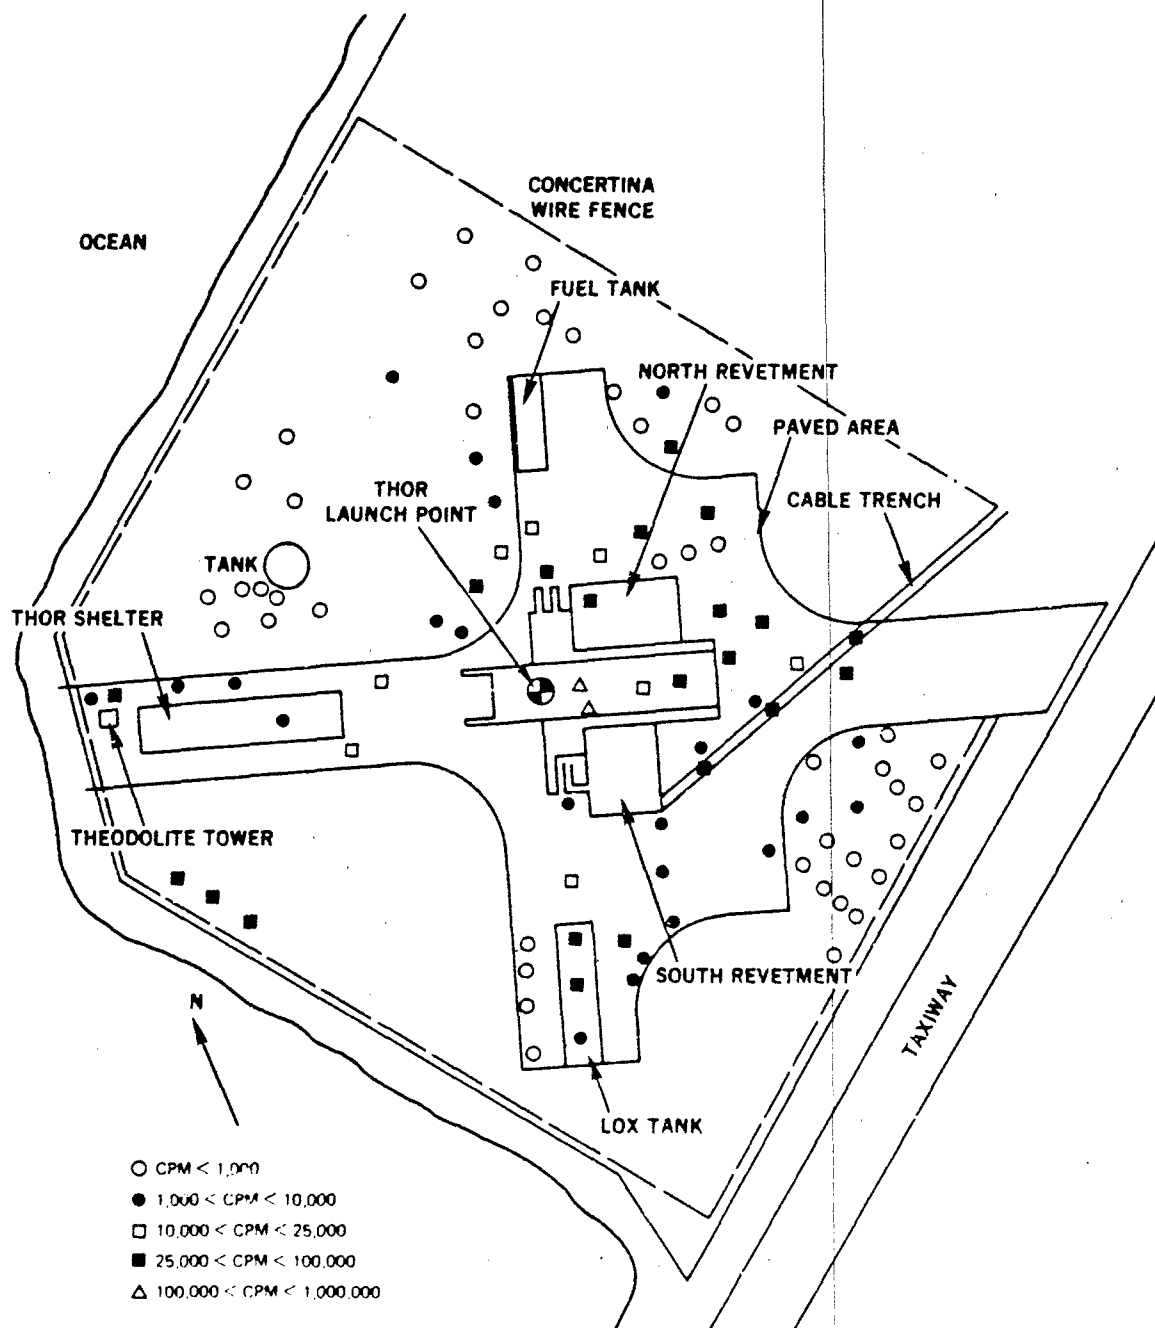 CONCERTINA
WIRE FENCE
OCEAN
FUEL TANK
NORTH REVETMENT
PAVED AREA
THOR
LAUNCH POINT
CABLE TRENCH
TANK
THOR SHELTER
THEODOLITE TOWER
SOUTH REVETMENT
TAXIWAY
N
LOX TANK
CPM < 1,000
1,000 < CPM < 10,000
10,000 < CPM < 25,000
25,000 < CPM < 100,000
100,000 < CPM < 1,000,000